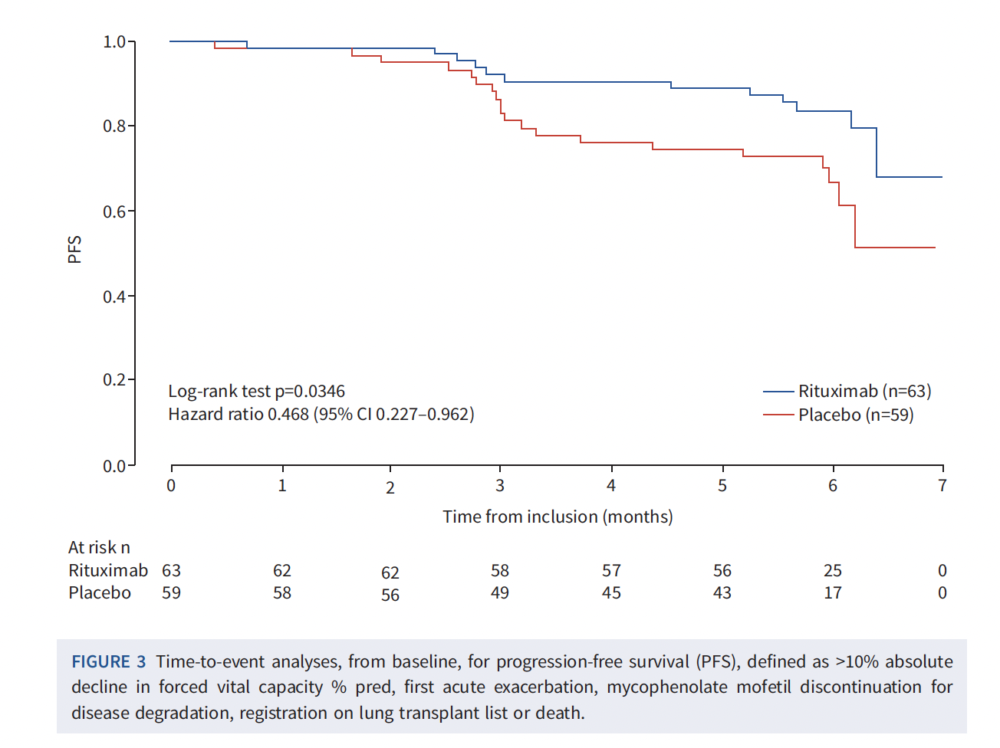 1.0
0.8
0.6
0.4
0.2
0.0
PFS
Log-rank test p=0.0346
Hazard ratio 0.468 (95% CI 0.227–0.962)
Rituximab (n=63)
Placebo (n=59)
0 1 2 3 4 5 6 7
Time from inclusion (months)
At risk n
Rituximab 63 62 62 58 57 56 25 0
Placebo 59 58 56 49 45 43 17 0
FIGURE 3 Time-to-event analyses, from baseline, for progression-free survival (PFS), defined as >10% absolute
decline in forced vital capacity % pred, first acute exacerbation, mycophenolate mofetil discontinuation for
disease degradation, registration on lung transplant list or death.